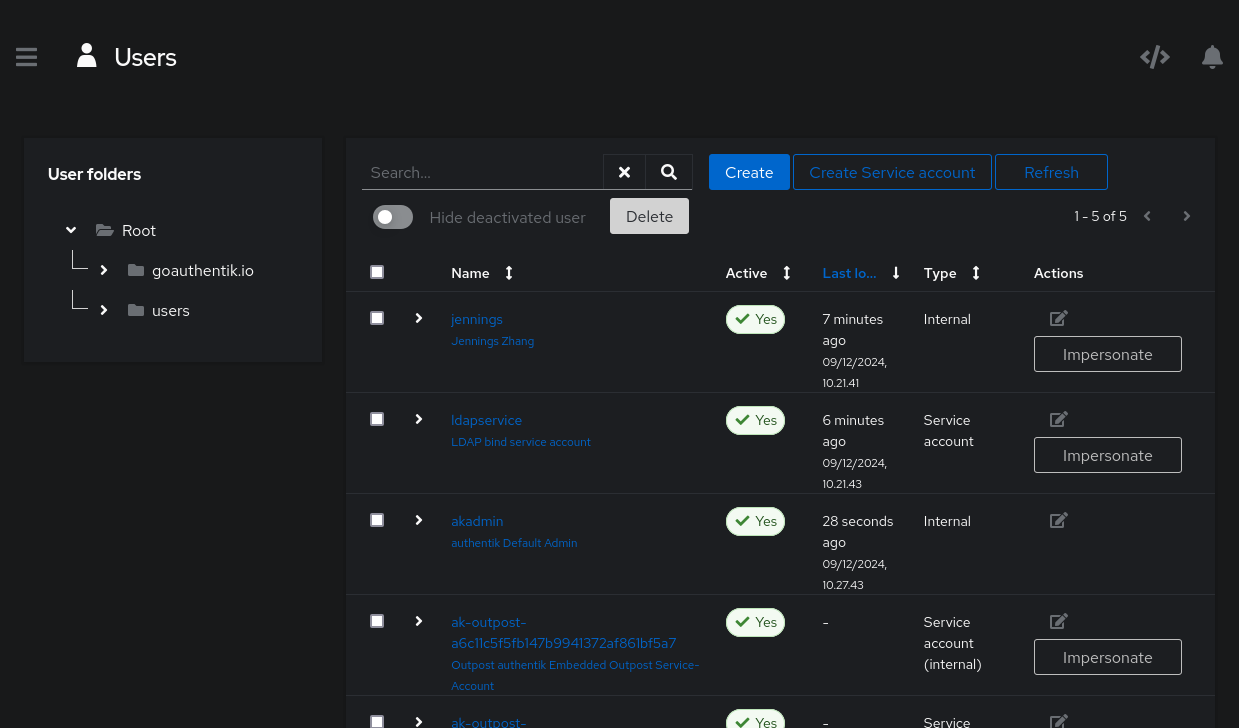 Users
User folders
Root
goauthentik.io
users
Search...
Create
Create Service account
Refresh
Hide deactivated user
Delete
1 - 5 of 5
Name
Active
Last lo...
Type
Actions
jennings
Jennings Zhang
Yes
7 minutes
ago
09/12/2024,
10.21.41
Internal
Impersonate
ldapservice
LDAP bind service account
Yes
6 minutes
ago
09/12/2024,
10.21.43
Service
account
Impersonate
akadmin
authentik Default Admin
Yes
28 seconds
ago
09/12/2024,
10.27.43
Internal
ak-outpost-
a6c11c5f5fb147b9941372af861bf5a7
Outpost authentik Embedded Outpost Service-
Account
Yes
-
Service
account
(internal)
Impersonate
ak-outpost-
Yes
-
Service